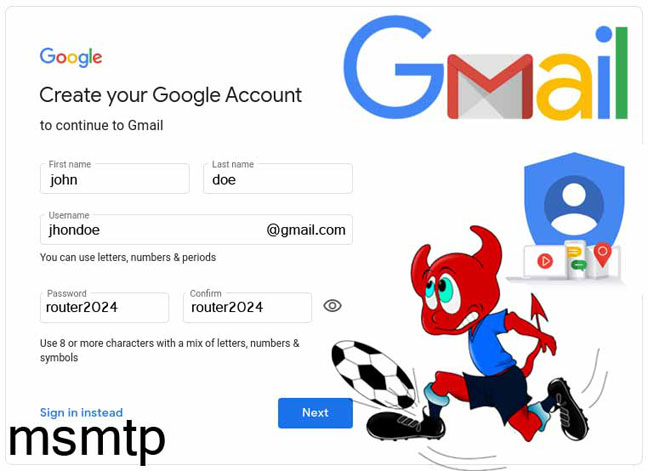 Google
Gmail
Create your Google Account
to continue to Gmail
First name
Last name
john
doe
Username
jhondoe @gmail.com
You can use letters, numbers & periods
Password
Confirm
router2024
router2024
Use 8 or more characters with a mix of letters, numbers &
symbols
Sign in instead
Next
msmtp